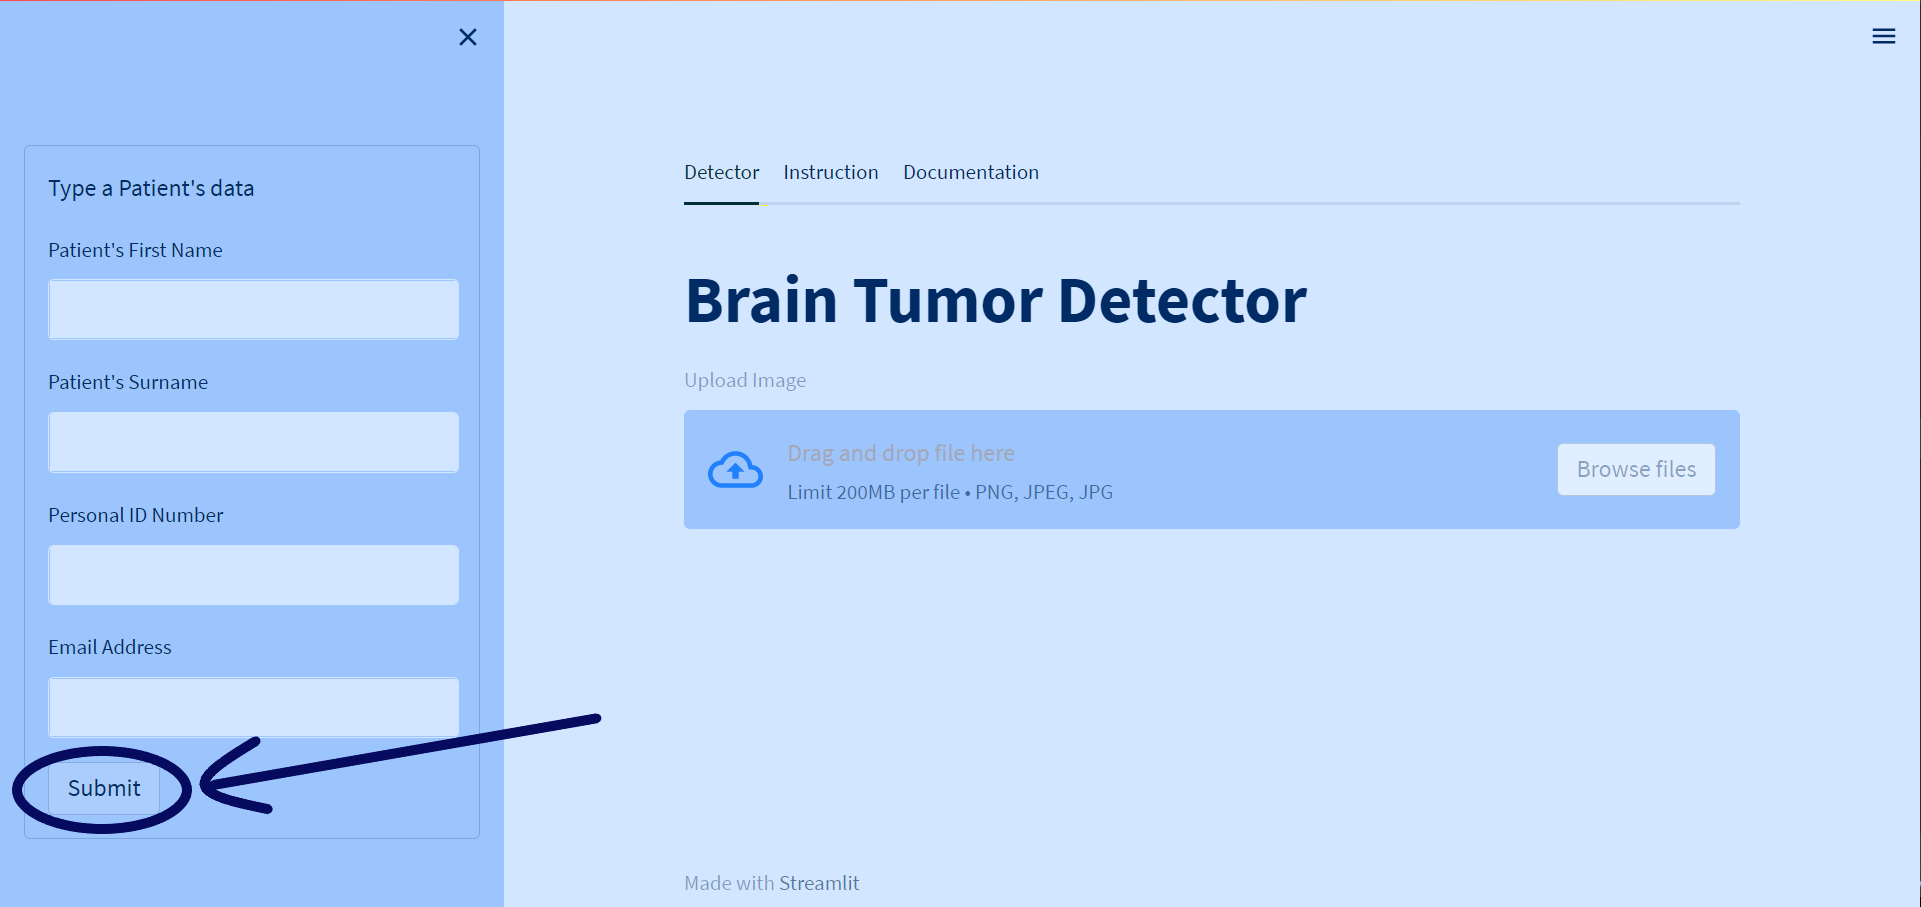 Type a Patient's data
Patient's First Name
Patient's Surname
Personal ID Number
Email Address
Submit
Detector Instruction Documentation
Brain Tumor Detector
Upload Image
Drag and drop file here
Limit 200MB per file • PNG, JPEG, JPG
Browse files
Made with Streamlit